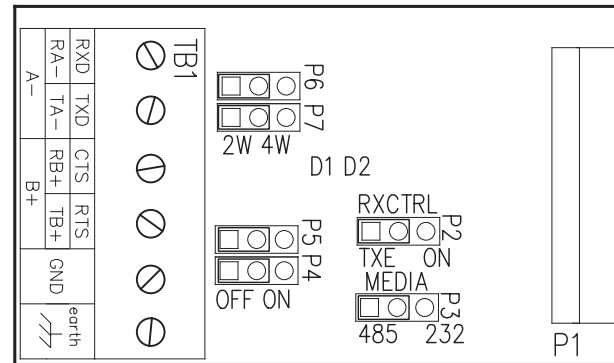 RXD
RA-
A-
TXD
TA-
CTS
RB+
B+
RTS
TB+
GND
earth
TB1
P6
P7
2W 4W
D1 D2
P5
P4
OFF ON
RXCTRL
P2
TXE ON
MEDIA
P3
485 232
P1